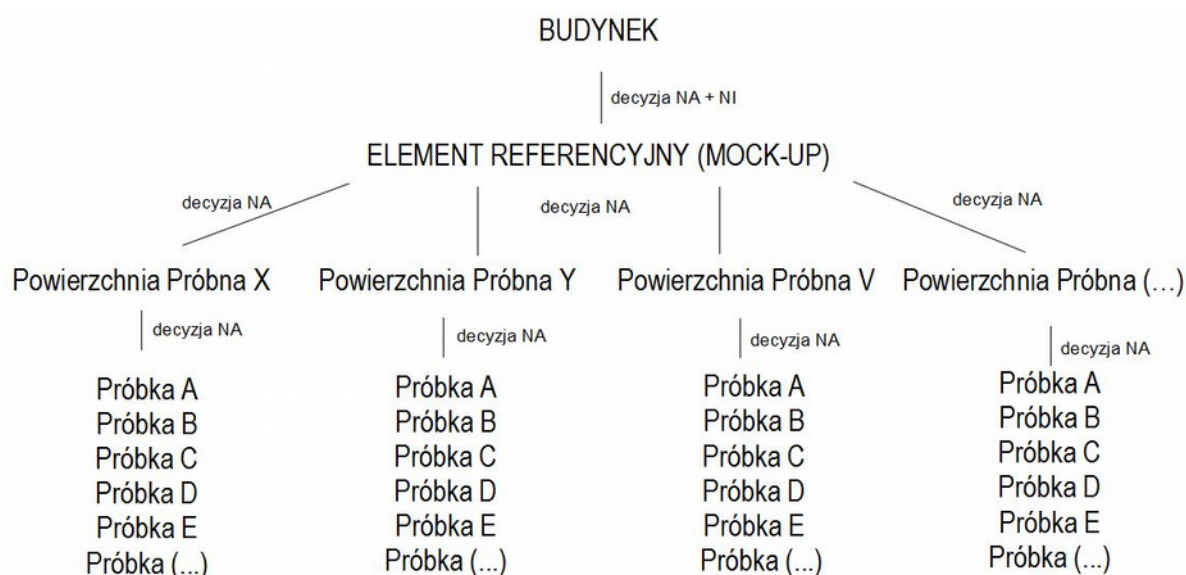 BUDYNEK
decyzja NA + NI
ELEMENT REFERENCYJNY (MOCK-UP)
decyzja NA
decyzja NA
decyzja NA
Powierzchnia Próbna X
Powierzchnia Próbna Y
Powierzchnia Próbna V
Powierzchnia Próbna (...)
decyzja NA
decyzja NA
decyzja NA
decyzja NA
Próbka A
Próbka B
Próbka C
Próbka D
Próbka E
Próbka (...)
Próbka A
Próbka B
Próbka C
Próbka D
Próbka E
Próbka (...)
Próbka A
Próbka B
Próbka C
Próbka D
Próbka E
Próbka (...)
Próbka A
Próbka B
Próbka C
Próbka D
Próbka E
Próbka (...)